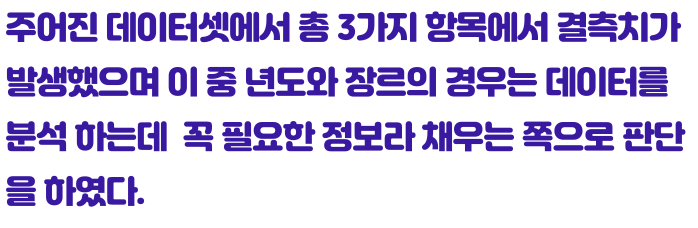 주어진 데이터셋에서 총 3가지 항목에서 결측치가
발생했으며 이 중 년도와 장르의 경우는 데이터를
분석 하는데 꼭 필요한 정보라 채우는 쪽으로 판단
을 하였다.